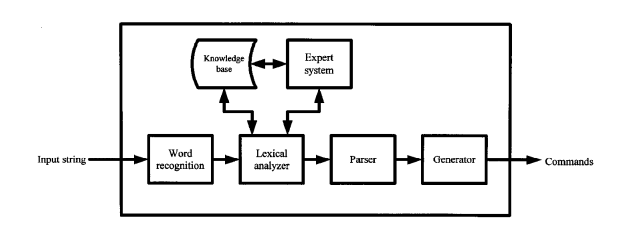 Knowledge
base
Expert
system
Input string
Word
recognition
Lexical
analyzer
Parser
Generator
Commands